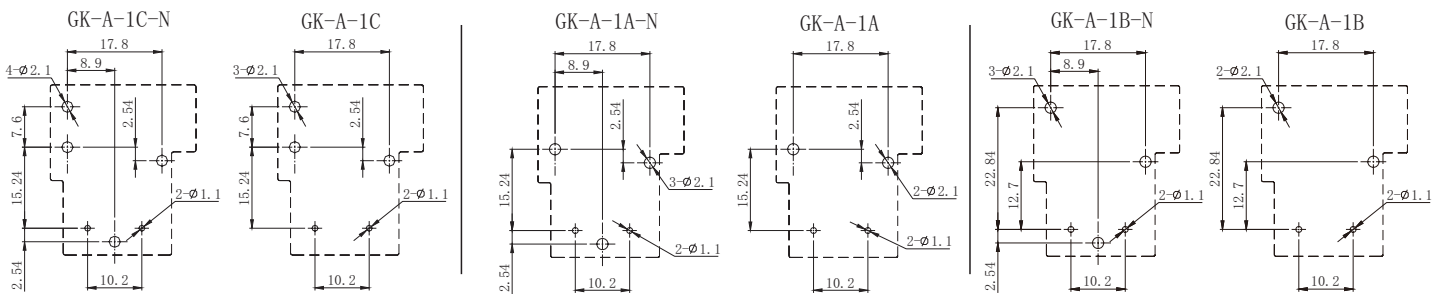 GK-A-1C-N
17.8
8.9
4-Ø2.1
2.54
7.6
15.24
2-Ø1.1
2.54
10.2
GK-A-1C
17.8
3-Ø2.1
2.54
7.6
15.24
2-Ø1.1
10.2
GK-A-1A-N
17.8
8.9
2.54
15.24
3-Ø2.1
2-Ø1.1
2.54
10.2
GK-A-1A
17.8
2.54
15.24
2-Ø2.1
2-Ø1.1
10.2
GK-A-1B-N
17.8
8.9
3-Ø2.1
22.84
12.7
2-Ø1.1
2.54
10.2
GK-A-1B
17.8
2-Ø2.1
22.84
12.7
2-Ø1.1
10.2